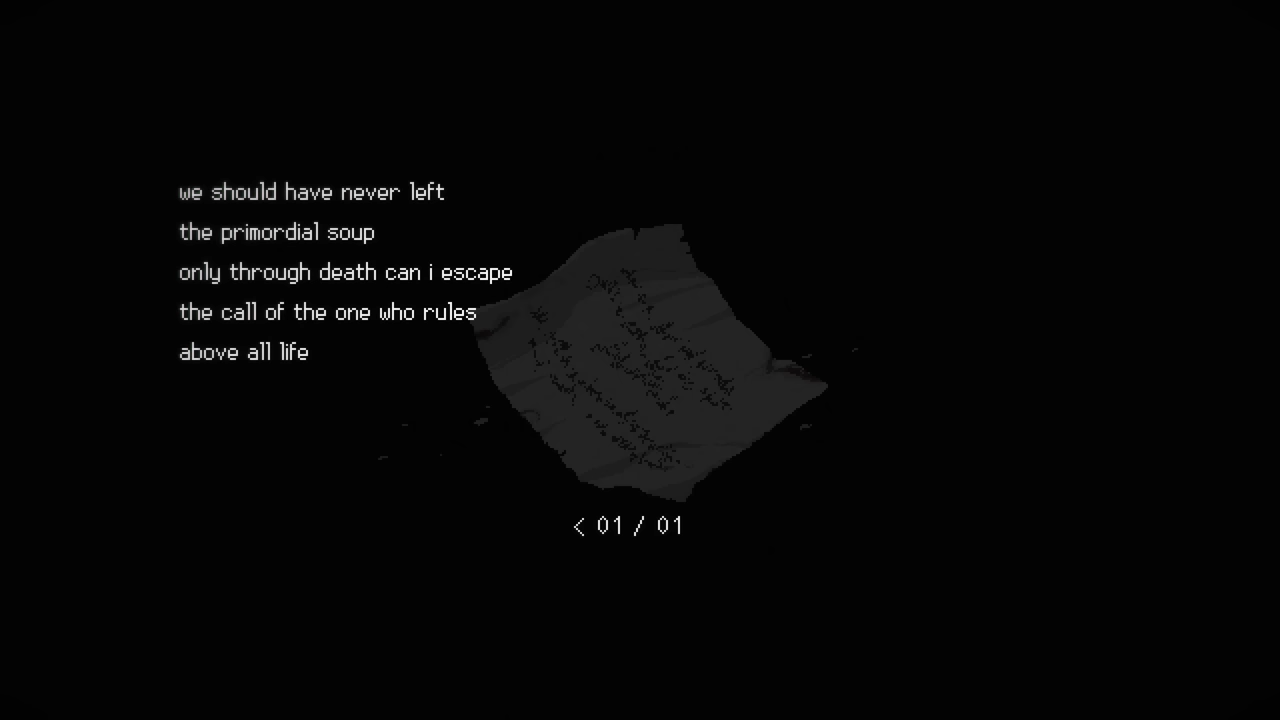 we should have never left
the primordial soup
only through death can i escape
the call of the one who rules
above all life
< 01 / 01